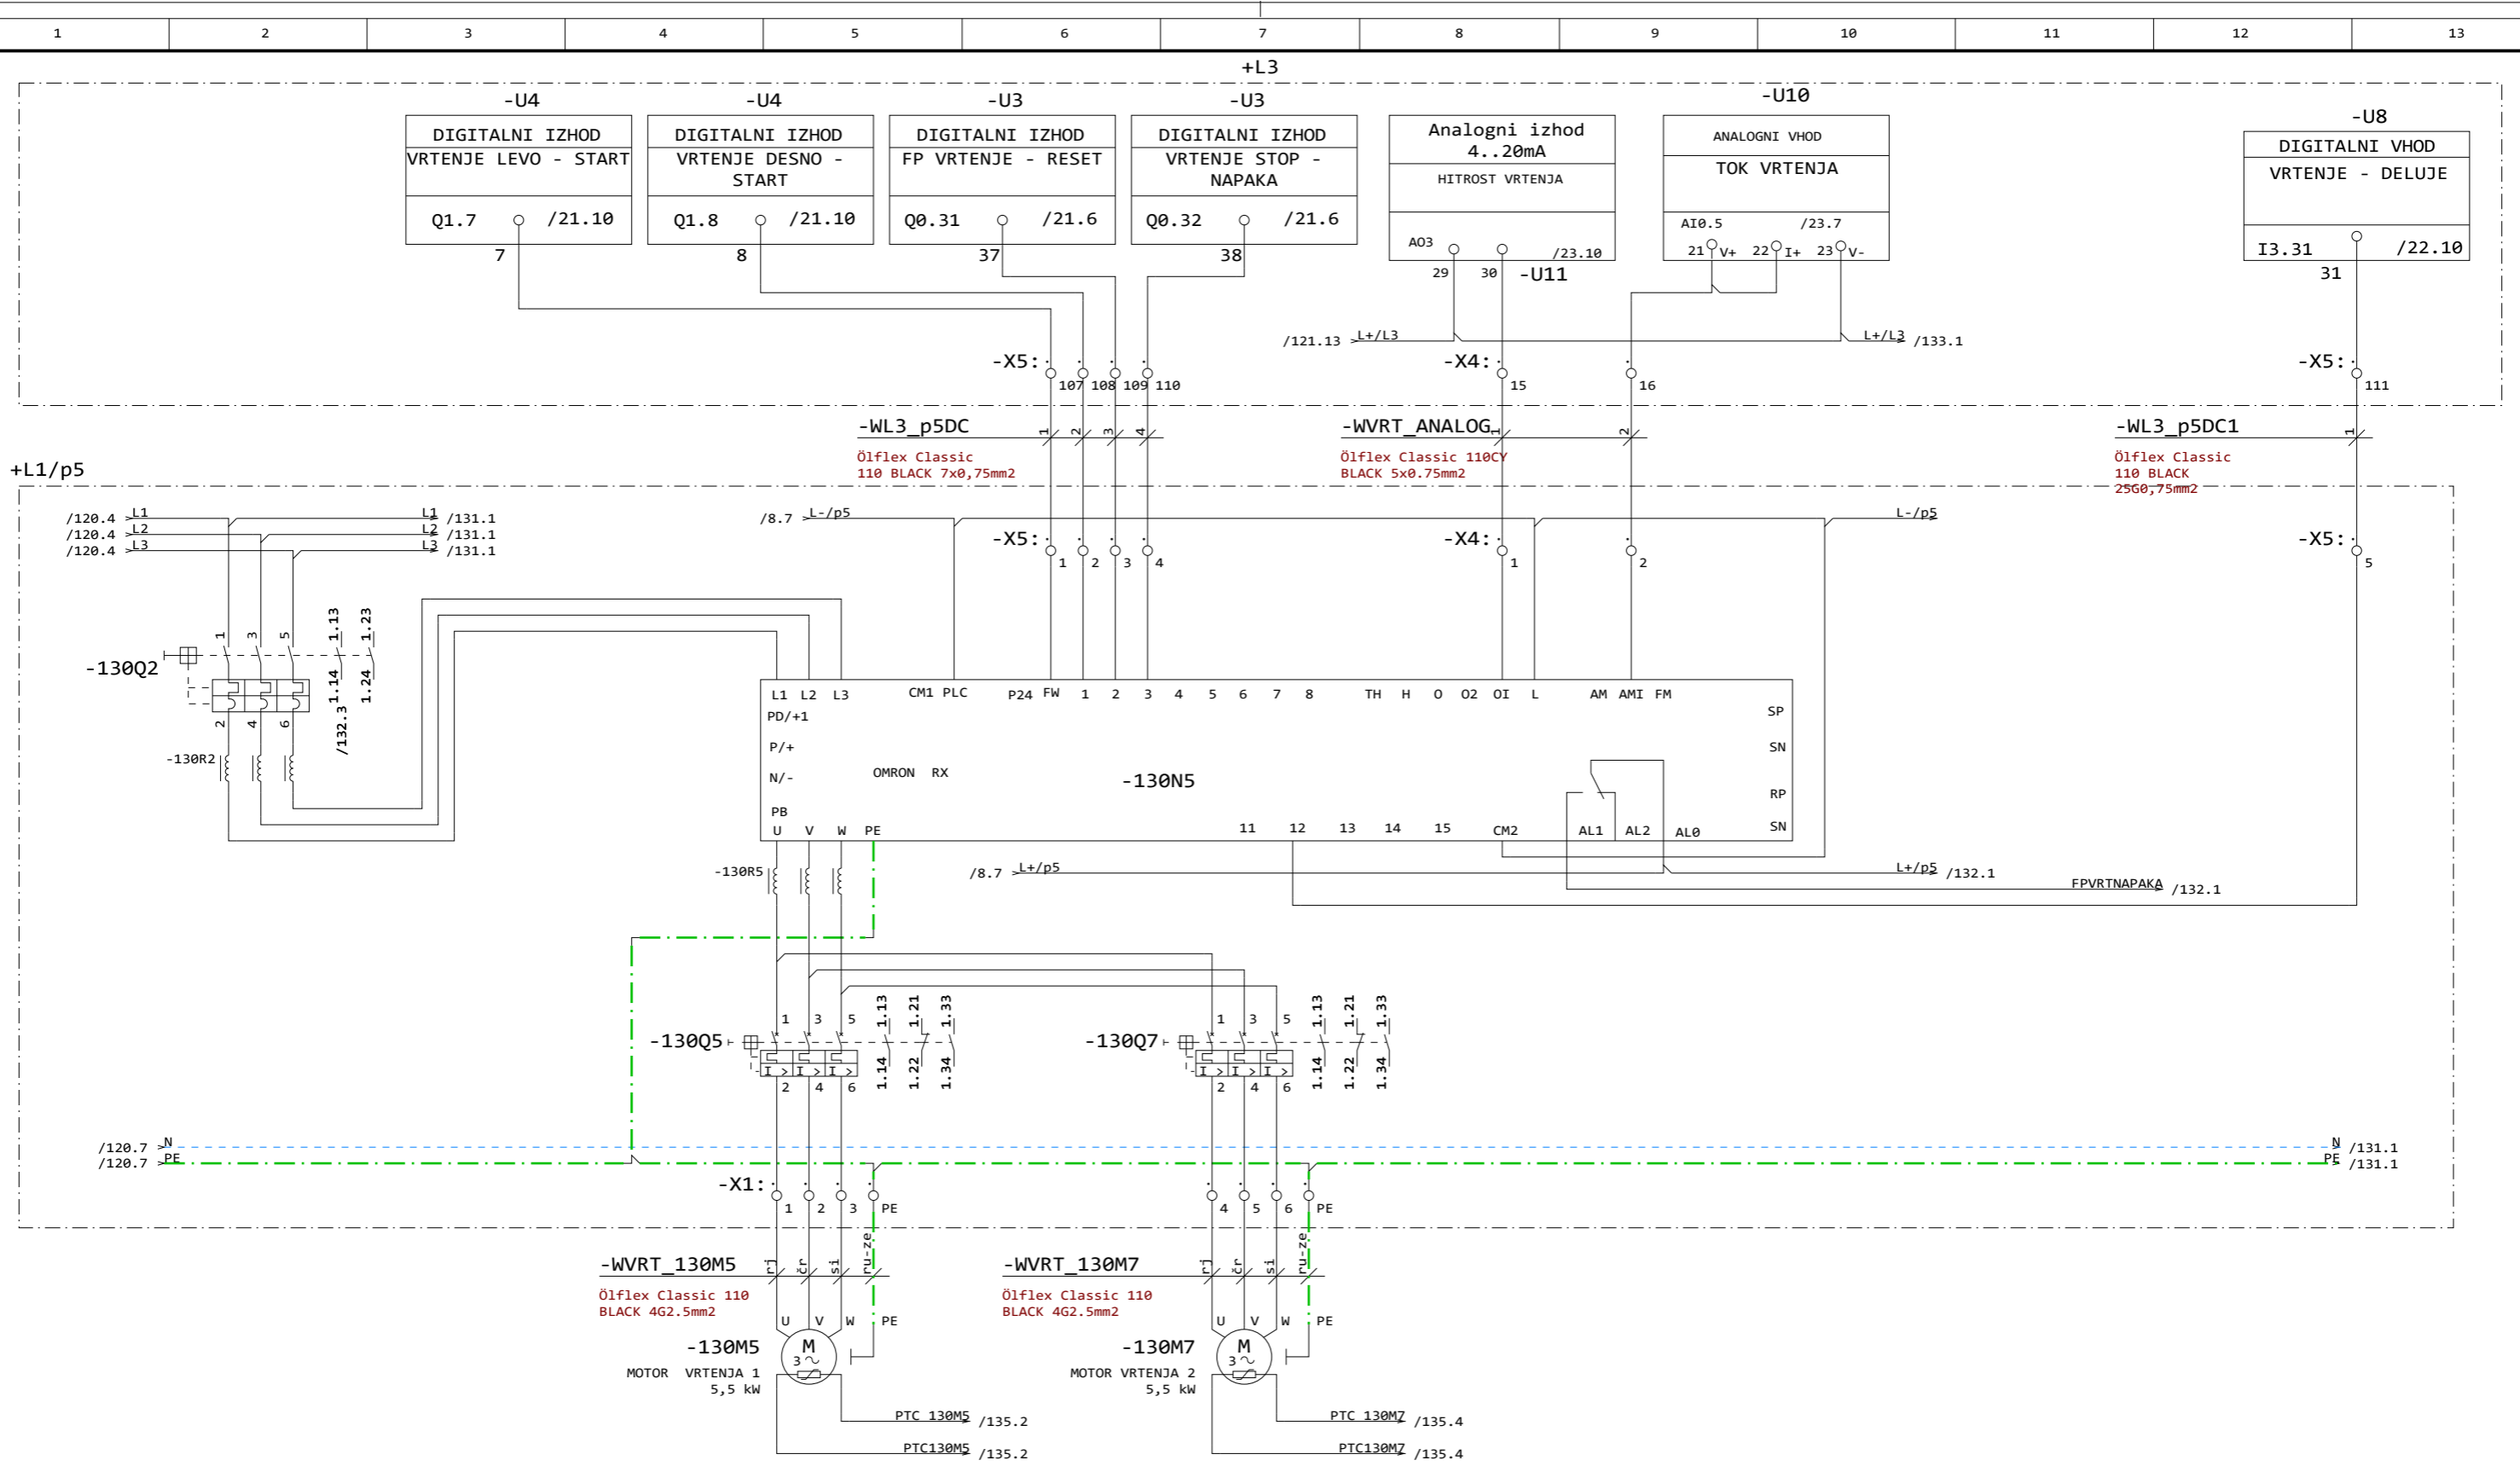 1 2 3 4 5 6 7 8 9 10 11 12 13
+L3
-U4 -U4 -U3 -U3 -U10 -U8
DIGITALNI IZHOD
VRTENJE LEVO - START
Q1.7 /21.10
7
DIGITALNI IZHOD
VRTENJE DESNO -
START
Q1.8 /21.10
8
DIGITALNI IZHOD
FP VRTENJE - RESET
Q0.31 /21.6
37
DIGITALNI IZHOD
VRTENJE STOP -
NAPAKA
Q0.32 /21.6
38
Analogni izhod
4..20mA
HITROST VRTENJA
AO3 /23.10
29 30 -U11
ANALOGNI VHOD
TOK VRTENJA
AI0.5 /23.7
21 V+ 22 I+ 23 V-
DIGITALNI VHOD
VRTENJE - DELUJE
I3.31 /22.10
31
/121.13 L+/L3 L+/L3 /133.1
-X5: 107 108 109 110
-X4: 15 16
-X5: 111
-WL3_p5DC 1 2 3 4
Ölflex Classic
110 BLACK 7x0,75mm2
-WVRT_ANALOG 1 2
Ölflex Classic 110CY
BLACK 5x0.75mm2
-WL3_p5DC1 1
Ölflex Classic
110 BLACK
25G0,75mm2
+L1/p5
/120.4 L1 L1 /131.1
/120.4 L2 L2 /131.1
/120.4 L3 L3 /131.1
/8.7 L-/p5 L-/p5
-X5: 1 2 3 4
-X4: 1 2
-X5: 5
-130Q2
1 3 5 1.13 1.23
2 4 6 1.14 1.24
/132.3
-130R2
L1 L2 L3 CM1 PLC P24 FW 1 2 3 4 5 6 7 8 TH H O O2 OI L AM AMI FM
PD/+1 SP
P/+ SN
N/- OMRON RX -130N5
RP
PB
U V W PE 11 12 13 14 15 CM2 AL1 AL2 AL0 SN
-130R5
/8.7 L+/p5 L+/p5 /132.1
FPVRTNAPAKA /132.1
-130Q5
1 3 5 1.13 1.21 1.33
I > I > I >
2 4 6 1.14 1.22 1.34
-130Q7
1 3 5 1.13 1.21 1.33
I > I > I >
2 4 6 1.14 1.22 1.34
/120.7 N N /131.1
/120.7 PE PE /131.1
-X1: 1 2 3 PE 4 5 6 PE
-WVRT_130M5 rj čr si ru-ze
Ölflex Classic 110
BLACK 4G2.5mm2
-WVRT_130M7 rj čr si ru-ze
Ölflex Classic 110
BLACK 4G2.5mm2
U V W PE
-130M5 M
3
MOTOR VRTENJA 1
5,5 kW
U V W PE
-130M7 M
3
MOTOR VRTENJA 2
5,5 kW
PTC 130M5 /135.2
PTC130M5 /135.2
PTC 130M7 /135.4
PTC130M7 /135.4